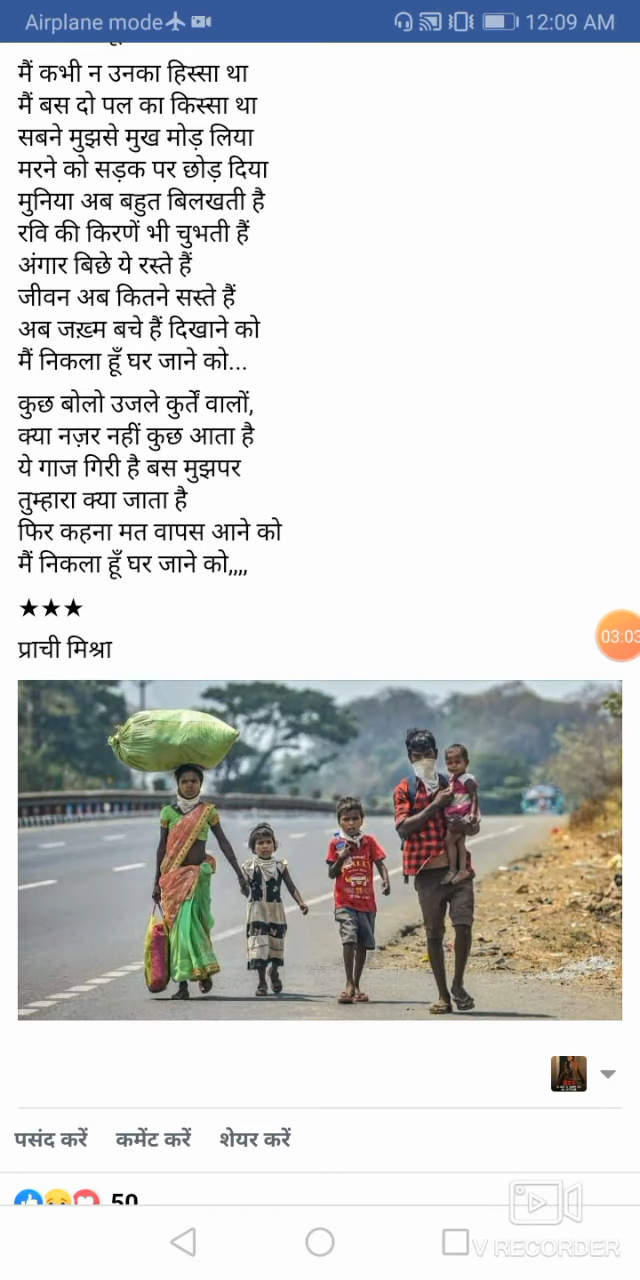 Airplane mode 12:09 AM
मैं कभी न उनका हिस्सा था
मैं बस दो पल का किस्सा था
सबने मुझसे मुख मोड़ लिया
मरने को सड़क पर छोड़ दिया
मुनिया अब बहुत बिलखती है
रवि की किरणें भी चुभती हैं
अंगार बिछे ये रस्ते हैं
जीवन अब कितने सस्ते हैं
अब जख़्म बचे हैं दिखाने को
मैं निकला हूँ घर जाने को...
कुछ बोलो उजले कुर्ते वालों,
क्या नज़र नहीं कुछ आता है
ये गाज गिरी है बस मुझपर
तुम्हारा क्या जाता है
फिर कहना मत वापस आने को
मैं निकला हूँ घर जाने को,,,,
★★★
03:03
प्राची मिश्रा
पसंद करें कमेंट करें शेयर करें
50
V RECORDER